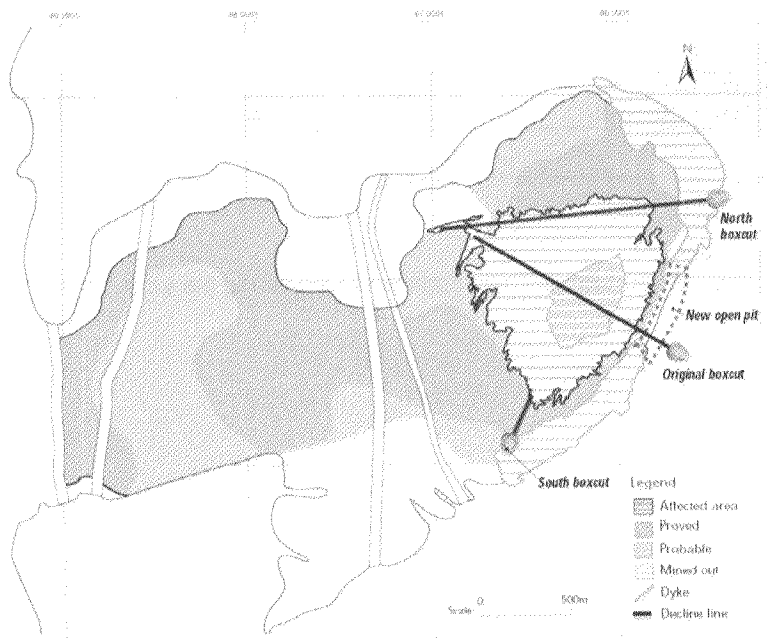 N
North
boxcut
New open pit
Original boxcut
South boxcut
Legend
Affected area
Proved
Probable
Mined out
Dyke
Decline line
Scale 0 500m